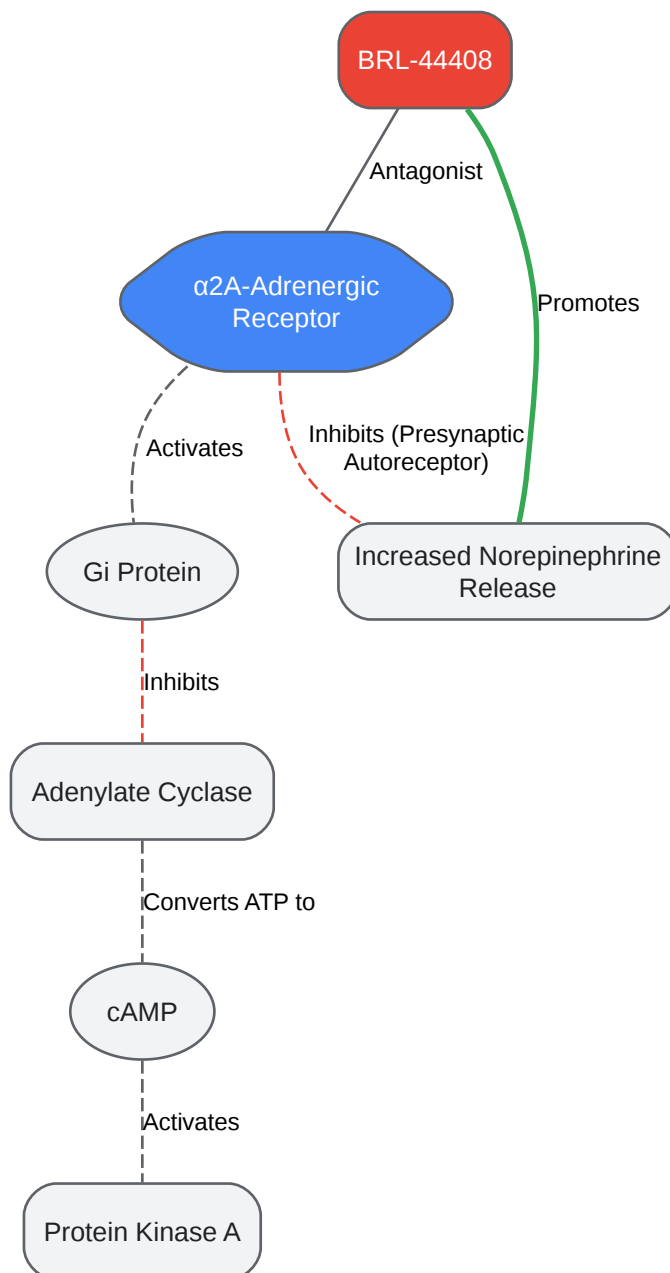 BRL-44408
Antagonist
α2A-Adrenergic
Receptor
Promotes
Activates
Inhibits (Presynaptic
Autoreceptor)
Gi Protein
Increased Norepinephrine
Release
Inhibits
Adenylate Cyclase
Converts ATP to
cAMP
Activates
Protein Kinase A